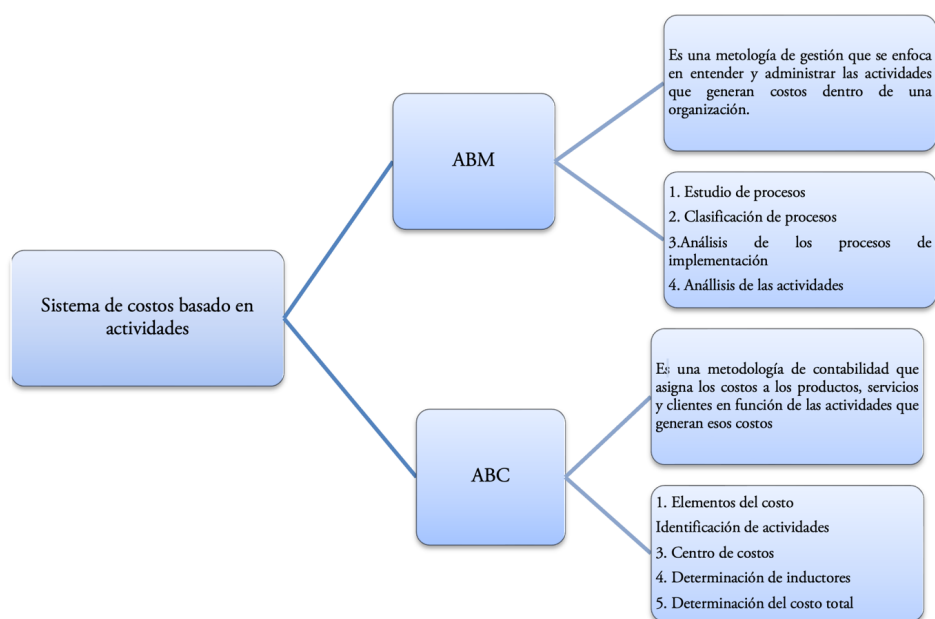 Sistema de costos basado en
actividades
ABM
Es una metología de gestión que se enfoca
en entender y administrar las actividades
que generan costos dentro de una
organización.
1. Estudio de procesos
2. Clasificación de procesos
3.Análisis de los procesos de
implementación
4. Anállisis de las actividades
ABC
Es una metodología de contabilidad que
asigna los costos a los productos, servicios
y clientes en función de las actividades que
generan esos costos
1. Elementos del costo
Identificación de actividades
3. Centro de costos
4. Determinación de inductores
5. Determinación del costo total